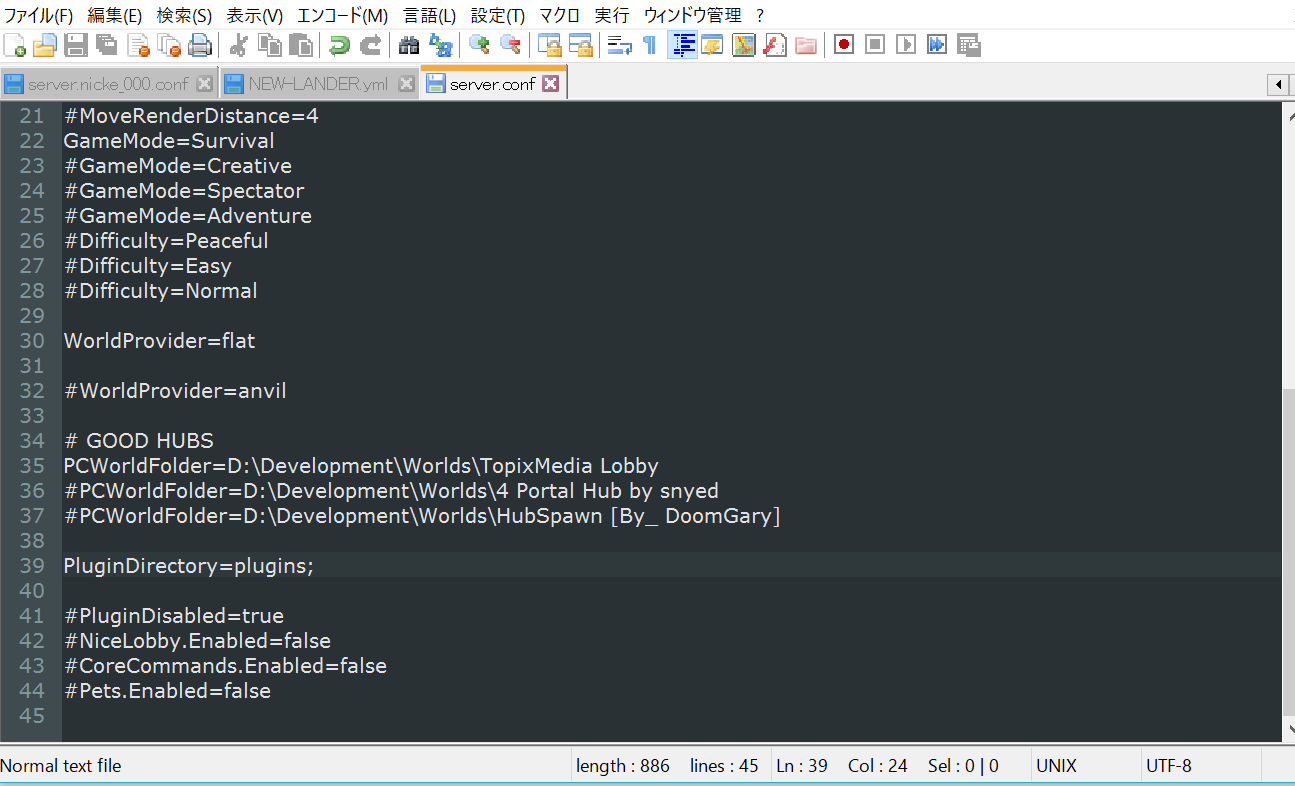 ファイル(F) 編集(E) 検索(S) 表示(V) エンコード(M) 言語(L) 設定(T) マクロ 実行 ウィンドウ管理 ?
server.nicke_000.conf NEW-LANDER.yml server.conf
21 #MoveRenderDistance=4
22 GameMode=Survival
23 #GameMode=Creative
24 #GameMode=Spectator
25 #GameMode=Adventure
26 #Difficulty=Peaceful
27 #Difficulty=Easy
28 #Difficulty=Normal
29
30 WorldProvider=flat
31
32 #WorldProvider=anvil
33
34 # GOOD HUBS
35 PCWorldFolder=D:\Development\Worlds\TopixMedia Lobby
36 #PCWorldFolder=D:\Development\Worlds\4 Portal Hub by snyed
37 #PCWorldFolder=D:\Development\Worlds\HubSpawn [By_ DoomGary]
38
39 PluginDirectory=plugins;
40
41 #PluginDisabled=true
42 #NiceLobby.Enabled=false
43 #CoreCommands.Enabled=false
44 #Pets.Enabled=false
45
Normal text file length : 886 lines : 45 Ln : 39 Col : 24 Sel : 0 | 0 UNIX UTF-8